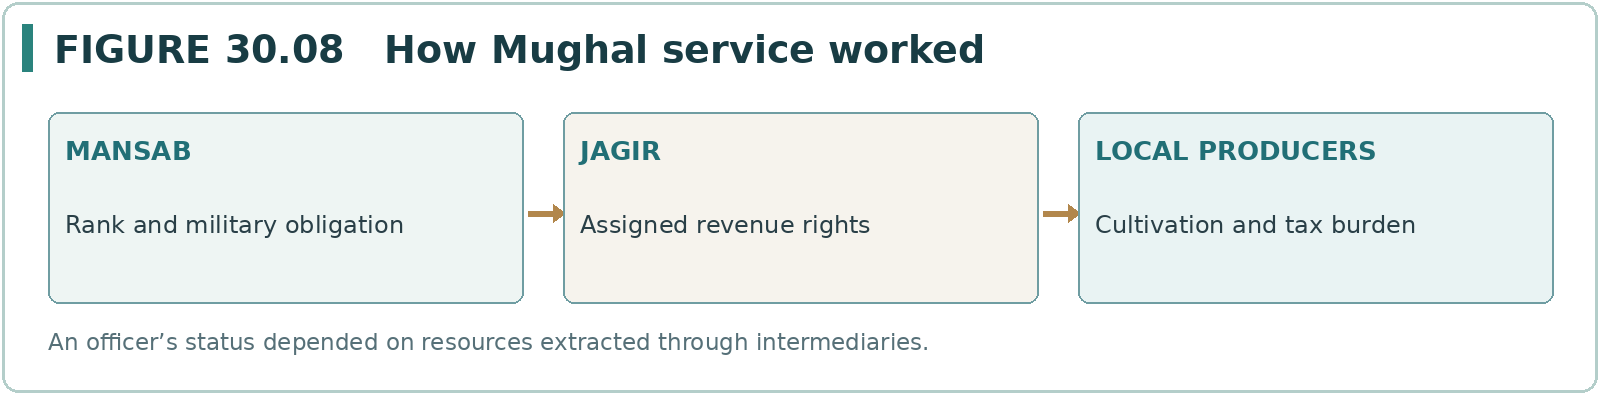 FIGURE 30.08 How Mughal service worked
MANSAB
Rank and military obligation
JAGIR
Assigned revenue rights
LOCAL PRODUCERS
Cultivation and tax burden
An officer’s status depended on resources extracted through intermediaries.